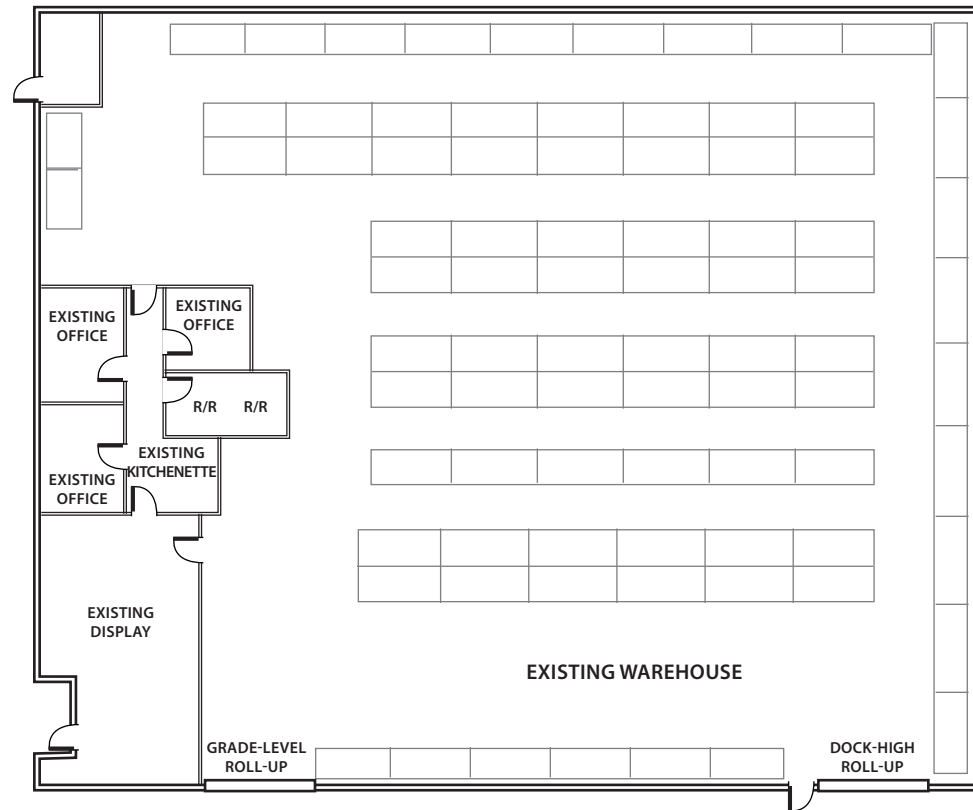 EXISTING
OFFICE
EXISTING
OFFICE
R/R R/R
EXISTING
KITCHENETTE
EXISTING
OFFICE
EXISTING
DISPLAY
EXISTING WAREHOUSE
GRADE-LEVEL
ROLL-UP
DOCK-HIGH
ROLL-UP